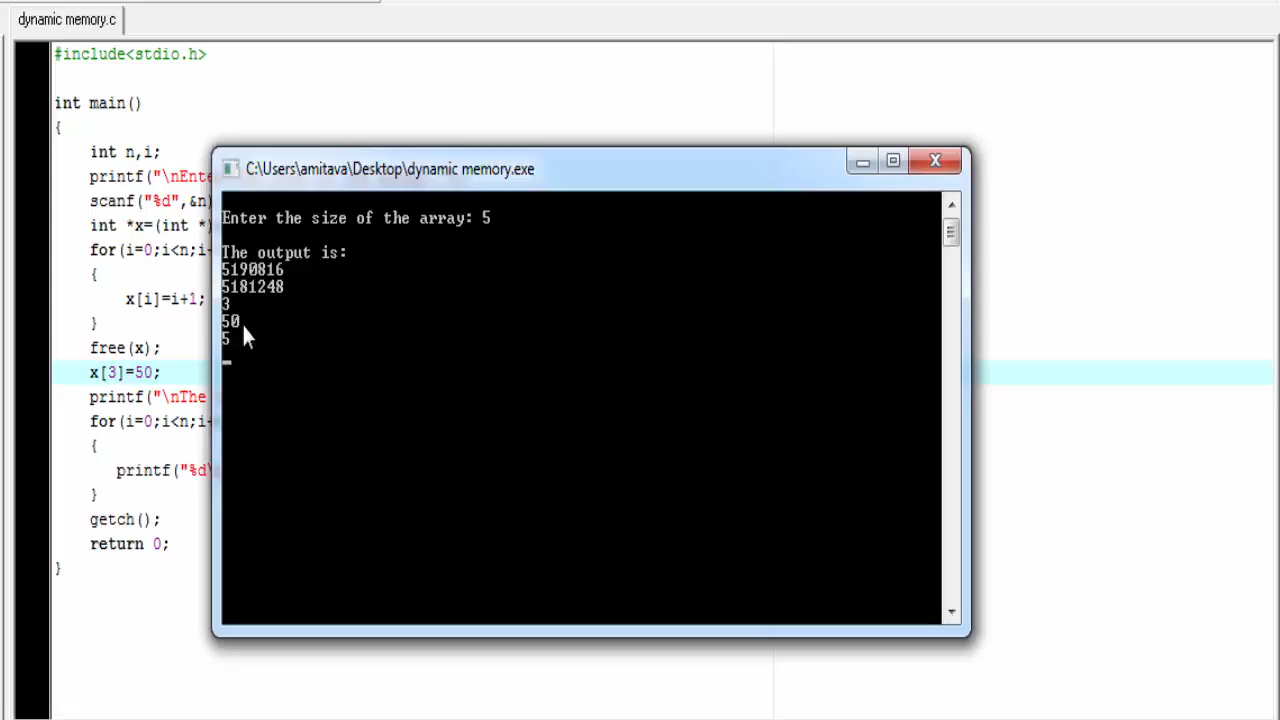 dynamic memory.c
#include<stdio.h>
int main()
{
int n,i;
printf("\nEnte
scanf("%d",&n)
int *x=(int *)
for(i=0;i<n;i+
{
x[i]=i+1;
}
free(x);
x[3]=50;
printf("\nThe
for(i=0;i<n;i+
{
printf("%d\
}
getch();
return 0;
}
C:\Users\amitava\Desktop\dynamic memory.exe
Enter the size of the array: 5
The output is:
5190816
5181248
3
50
5